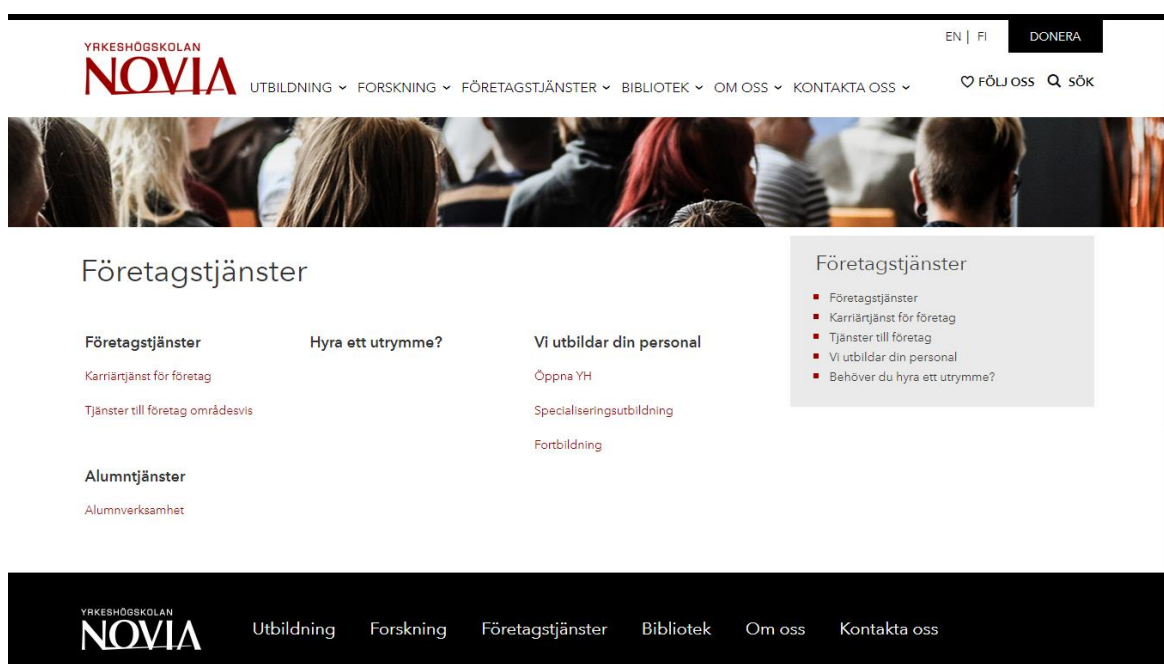 EN | FI DONERA
YRKESHÖGSKOLAN
NOVIA
UTBILDNING FORSKNING FÖRETAGSTJÄNSTER BIBLIOTEK OM OSS KONTAKTA OSS
FÖLJ OSS SÖK
Företagstjänster
Företagstjänster
Karriärtjänst för företag
Tjänster till företag områdesvis
Hyra ett utrymme?
Vi utbildar din personal
Öppna YH
Specialiseringsutbildning
Fortbildning
Alumntjänster
Alumnverksamhet
Företagstjänster
Företagstjänster
Karriärtjänst för företag
Tjänster till företag
Vi utbildar din personal
Behöver du hyra ett utrymme?
YRKESHÖGSKOLAN
NOVIA
Utbildning Forskning Företagstjänster Bibliotek Om oss Kontakta oss